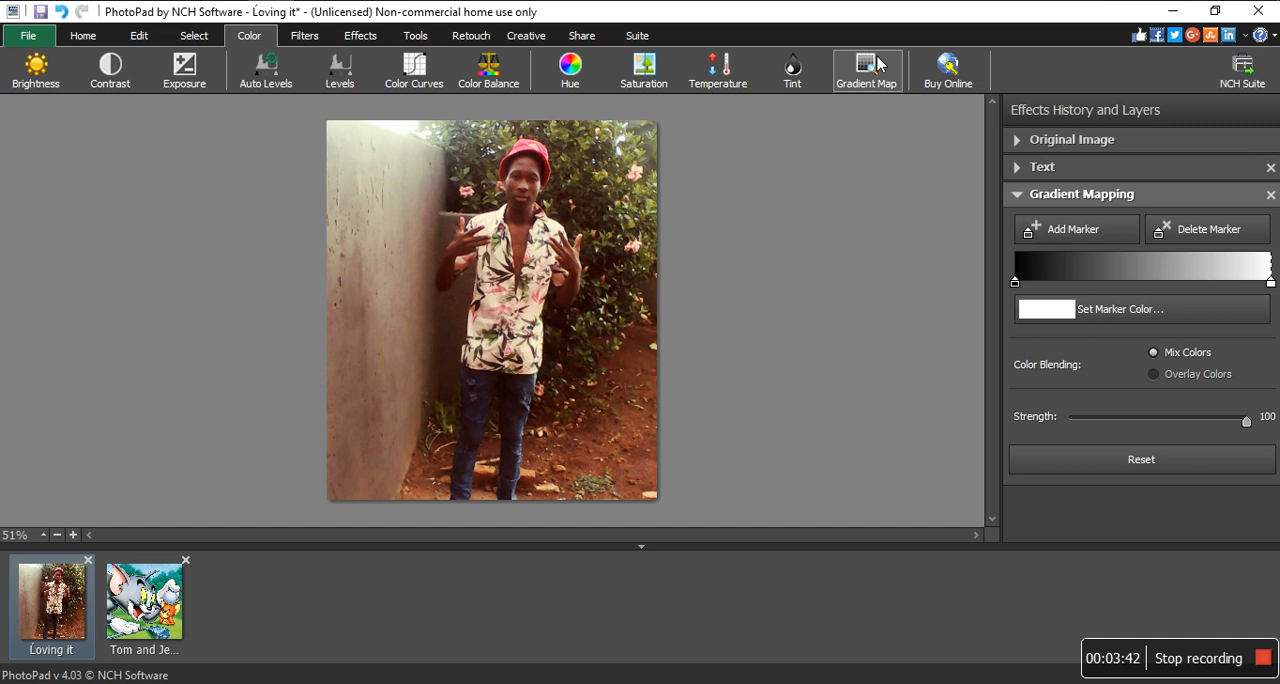 PhotoPad by NCH Software - Ĺoving it* - (Unlicensed) Non-commercial home use only
File Home Edit Select Color Filters Effects Tools Retouch Creative Share Suite
Brightness Contrast Exposure Auto Levels Levels Color Curves Color Balance Hue Saturation Temperature Tint Gradient Map Buy Online NCH Suite
Effects History and Layers
Original Image
Text
Gradient Mapping
Add Marker Delete Marker
Set Marker Color...
Color Blending: Mix Colors
Overlay Colors
Strength: 100
Reset
51%
Ĺoving it Tom and Je...
00:03:42 Stop recording
PhotoPad v 4.03 © NCH Software